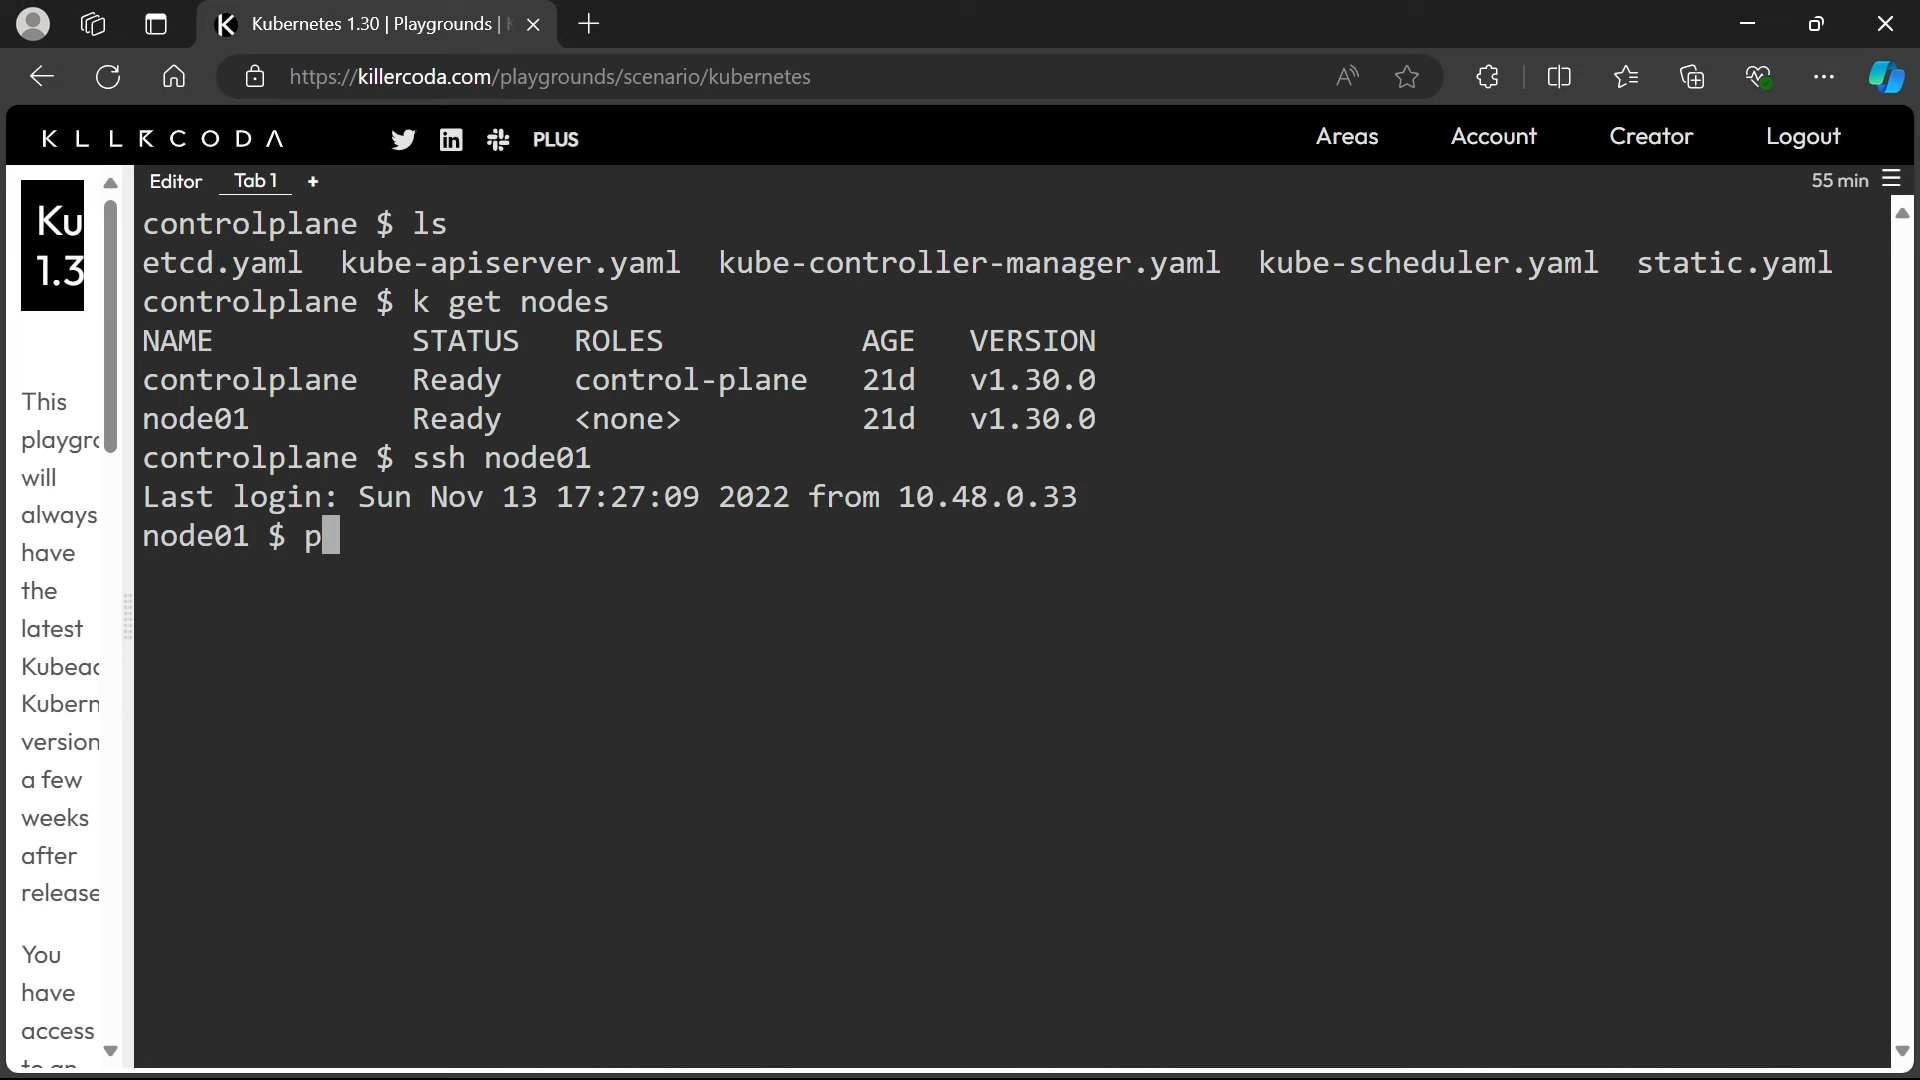 Kubernetes 1.30 | Playgrounds |
https://killercoda.com/playgrounds/scenario/kubernetes
KLLRCODA
PLUS
Areas
Account
Creator
Logout
Editor
Tab 1
+
55 min
Ku
1.3
This
playgro
will
always
have
the
latest
Kubead
Kubern
version
a few
weeks
after
release
You
have
access
to an
controlplane $ ls
etcd.yaml kube-apiserver.yaml kube-controller-manager.yaml kube-scheduler.yaml static.yaml
controlplane $ k get nodes
NAME STATUS ROLES AGE VERSION
controlplane Ready control-plane 21d v1.30.0
node01 Ready <none> 21d v1.30.0
controlplane $ ssh node01
Last login: Sun Nov 13 17:27:09 2022 from 10.48.0.33
node01 $ p